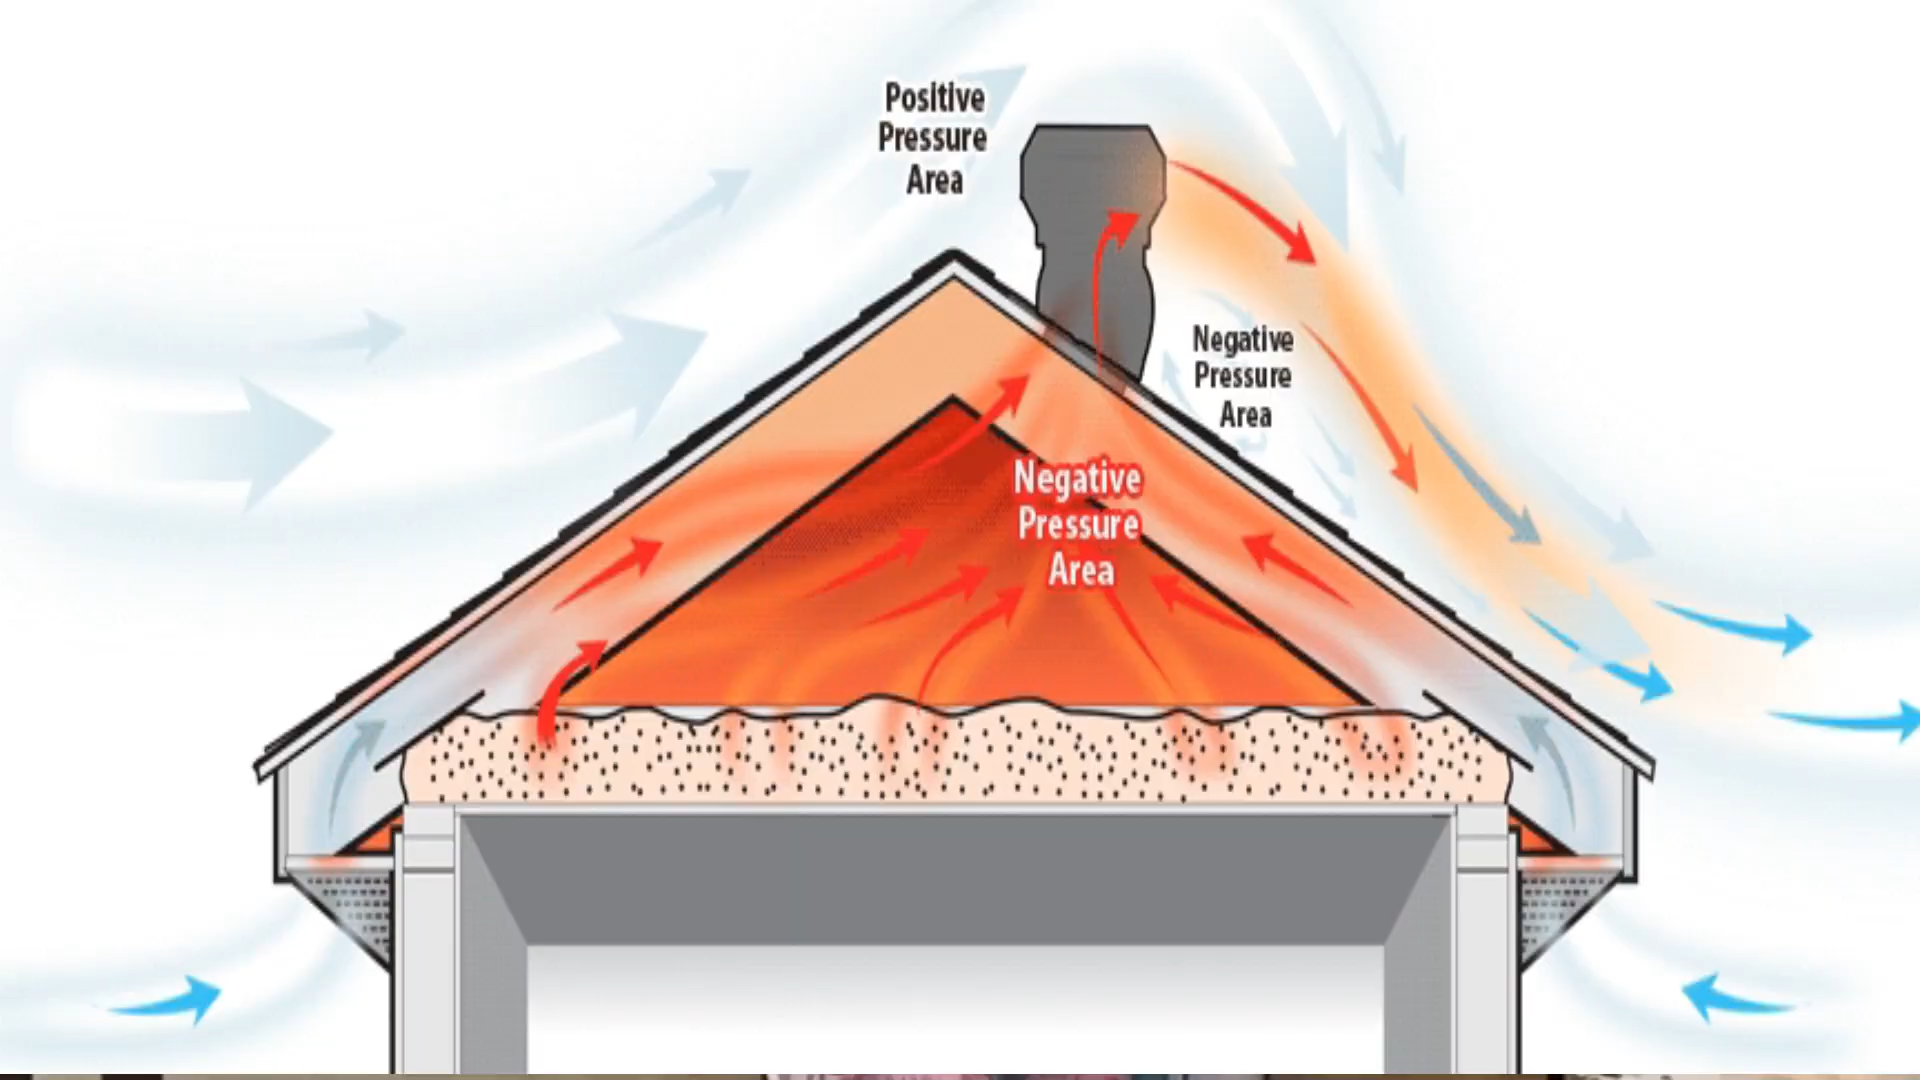 Positive
Pressure
Area
Negative
Pressure
Area
Negative
Pressure
Area